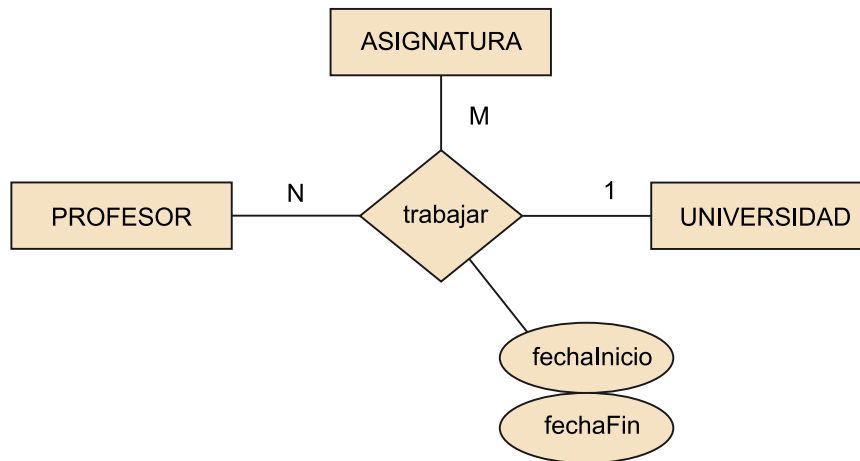 ASIGNATURA
M
PROFESOR
N
trabajar
1
UNIVERSIDAD
fechaInicio
fechaFin